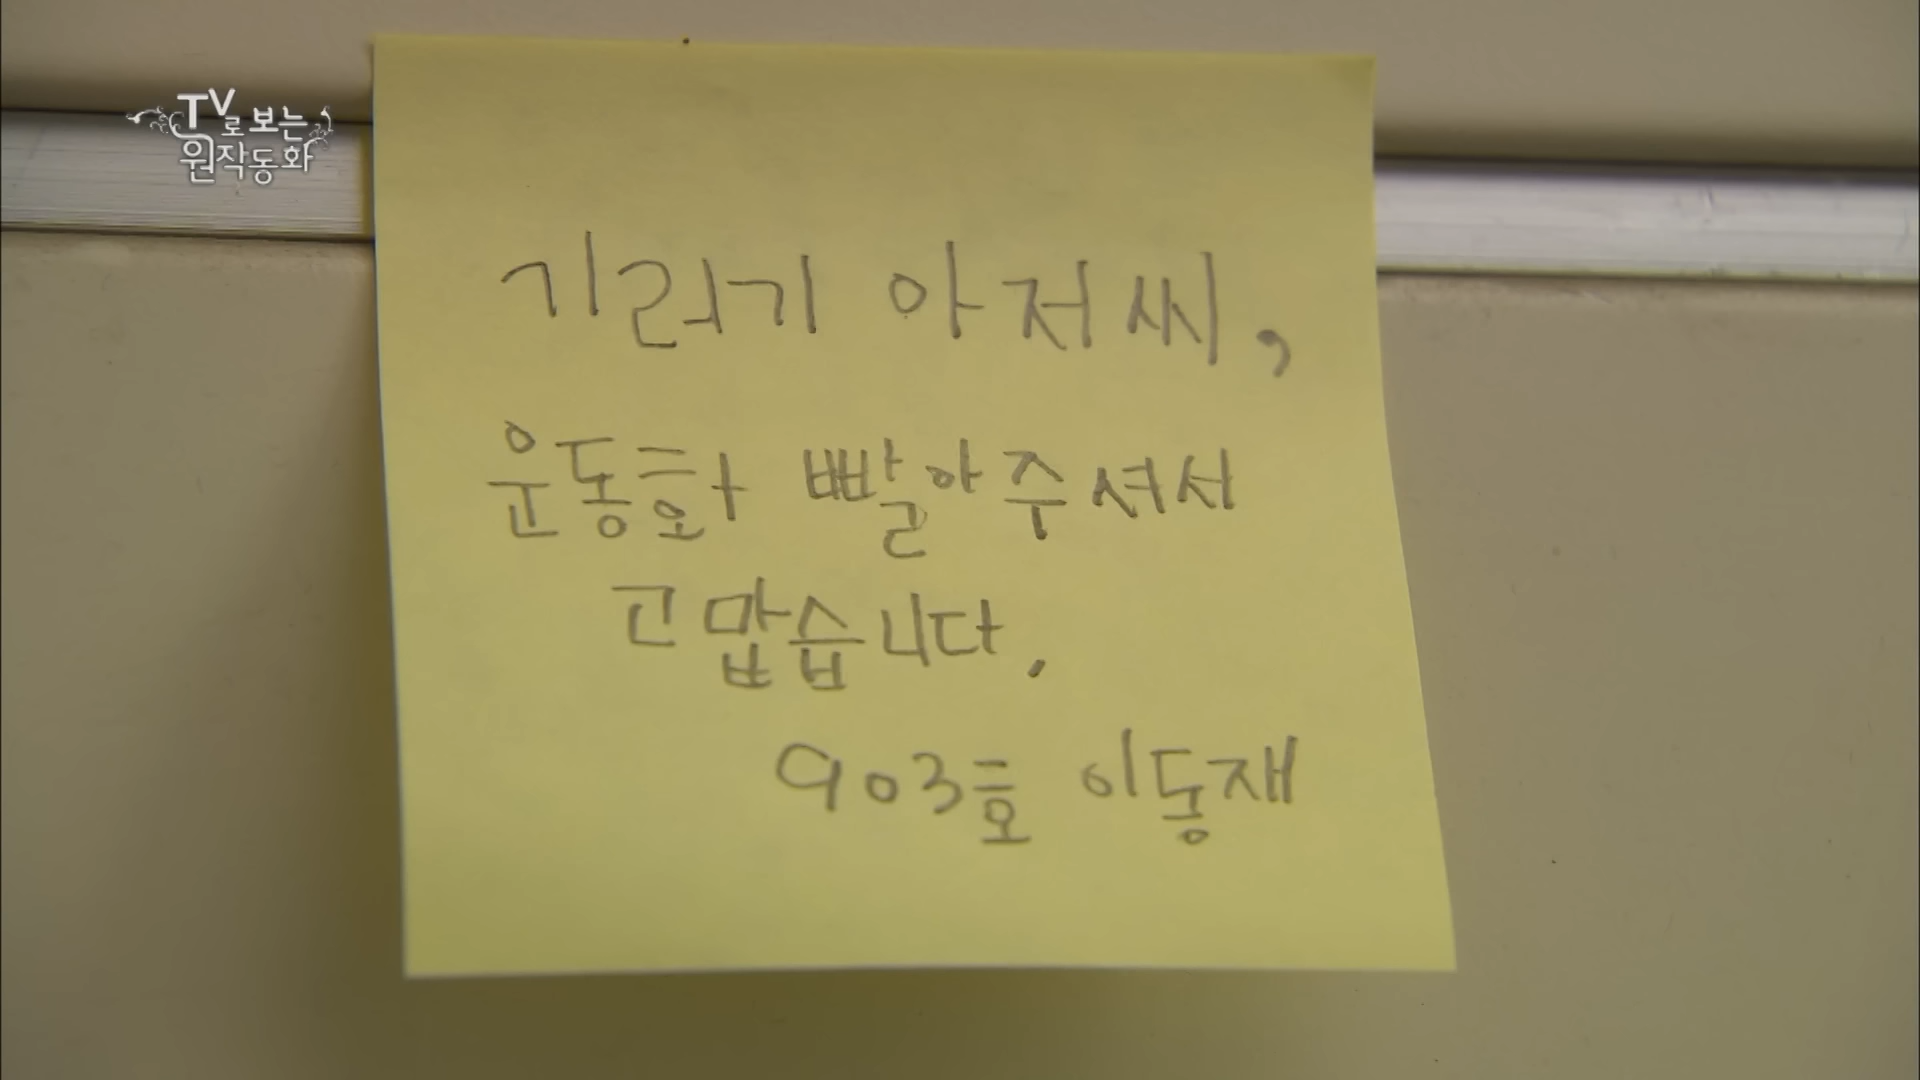 TV로 보는
원작동화
기러기 아저씨,
운동화 빨아주셔서
고맙습니다.
903호 이동재